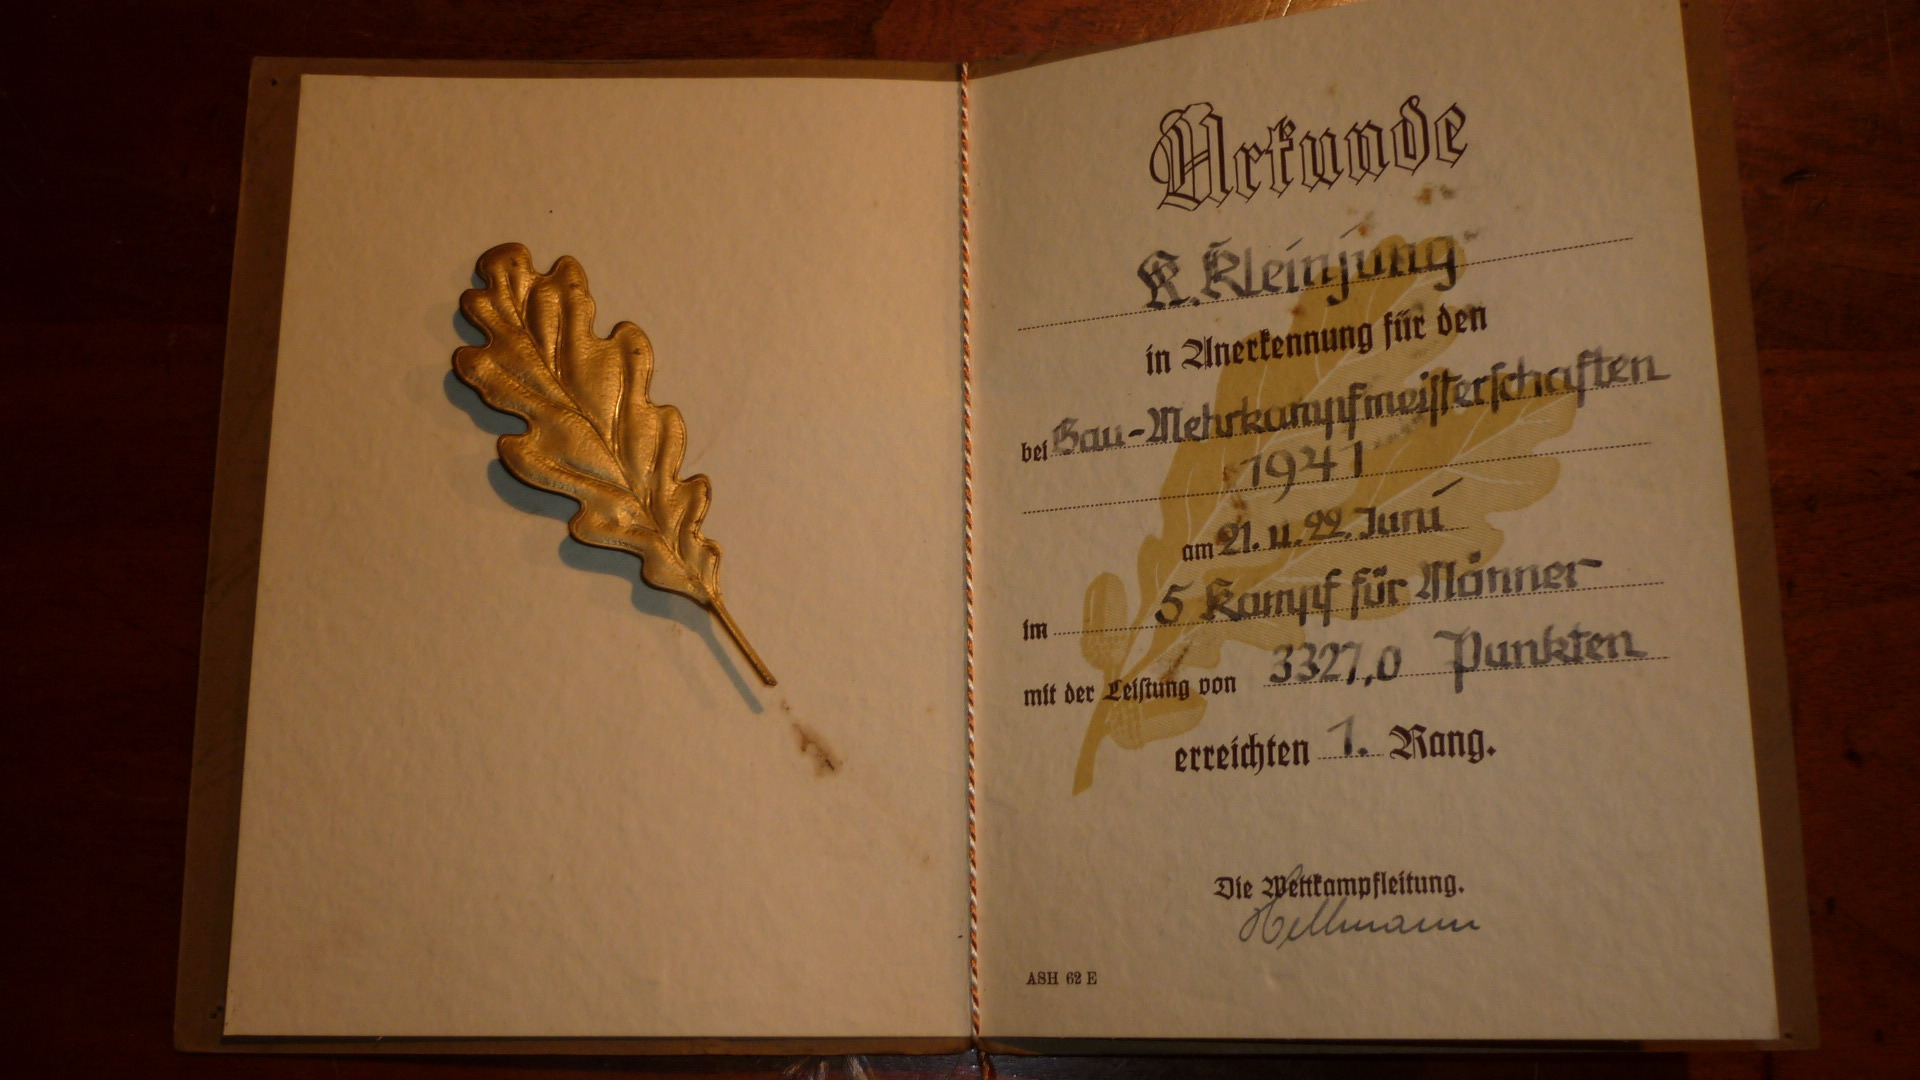 Urkunde
K. Kleinjung
in Anerkennung für den
bei Gau-Mehrkampfmeisterschaften
1941
am 21. u. 22. Juni
im 5 Kampf für Männer
mit der Leistung von 3327,0 Punkten
erreichten 1. Rang.
Die Wettkampfleitung.
Hellmann
ASH 62 E